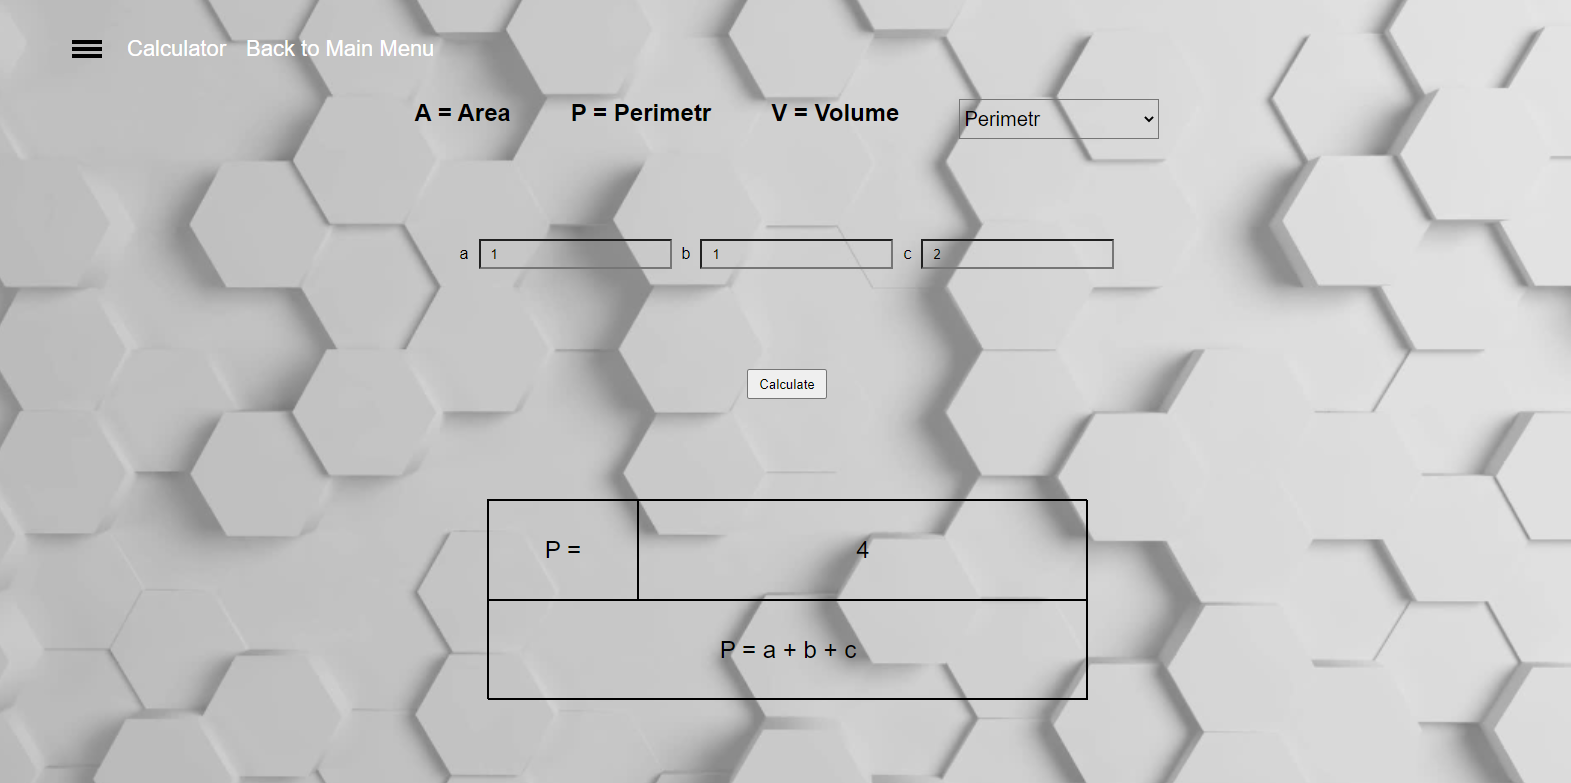 Calculator Back to Main Menu
A = Area P = Perimetr V = Volume Perimetr
a 1 b 1 c 2
Calculate
P = 4
P = a + b + c